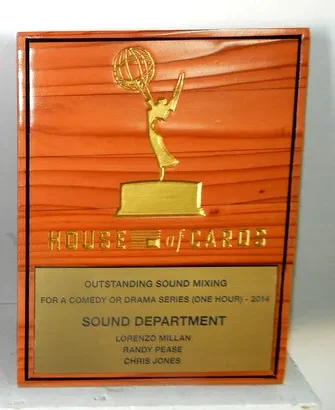 HOUSE of CARDS
OUTSTANDING SOUND MIXING
FOR A COMEDY OR DRAMA SERIES (ONE HOUR) - 2014
SOUND DEPARTMENT
LORENZO MILLAN
RANDY PEASE
CHRIS JONES